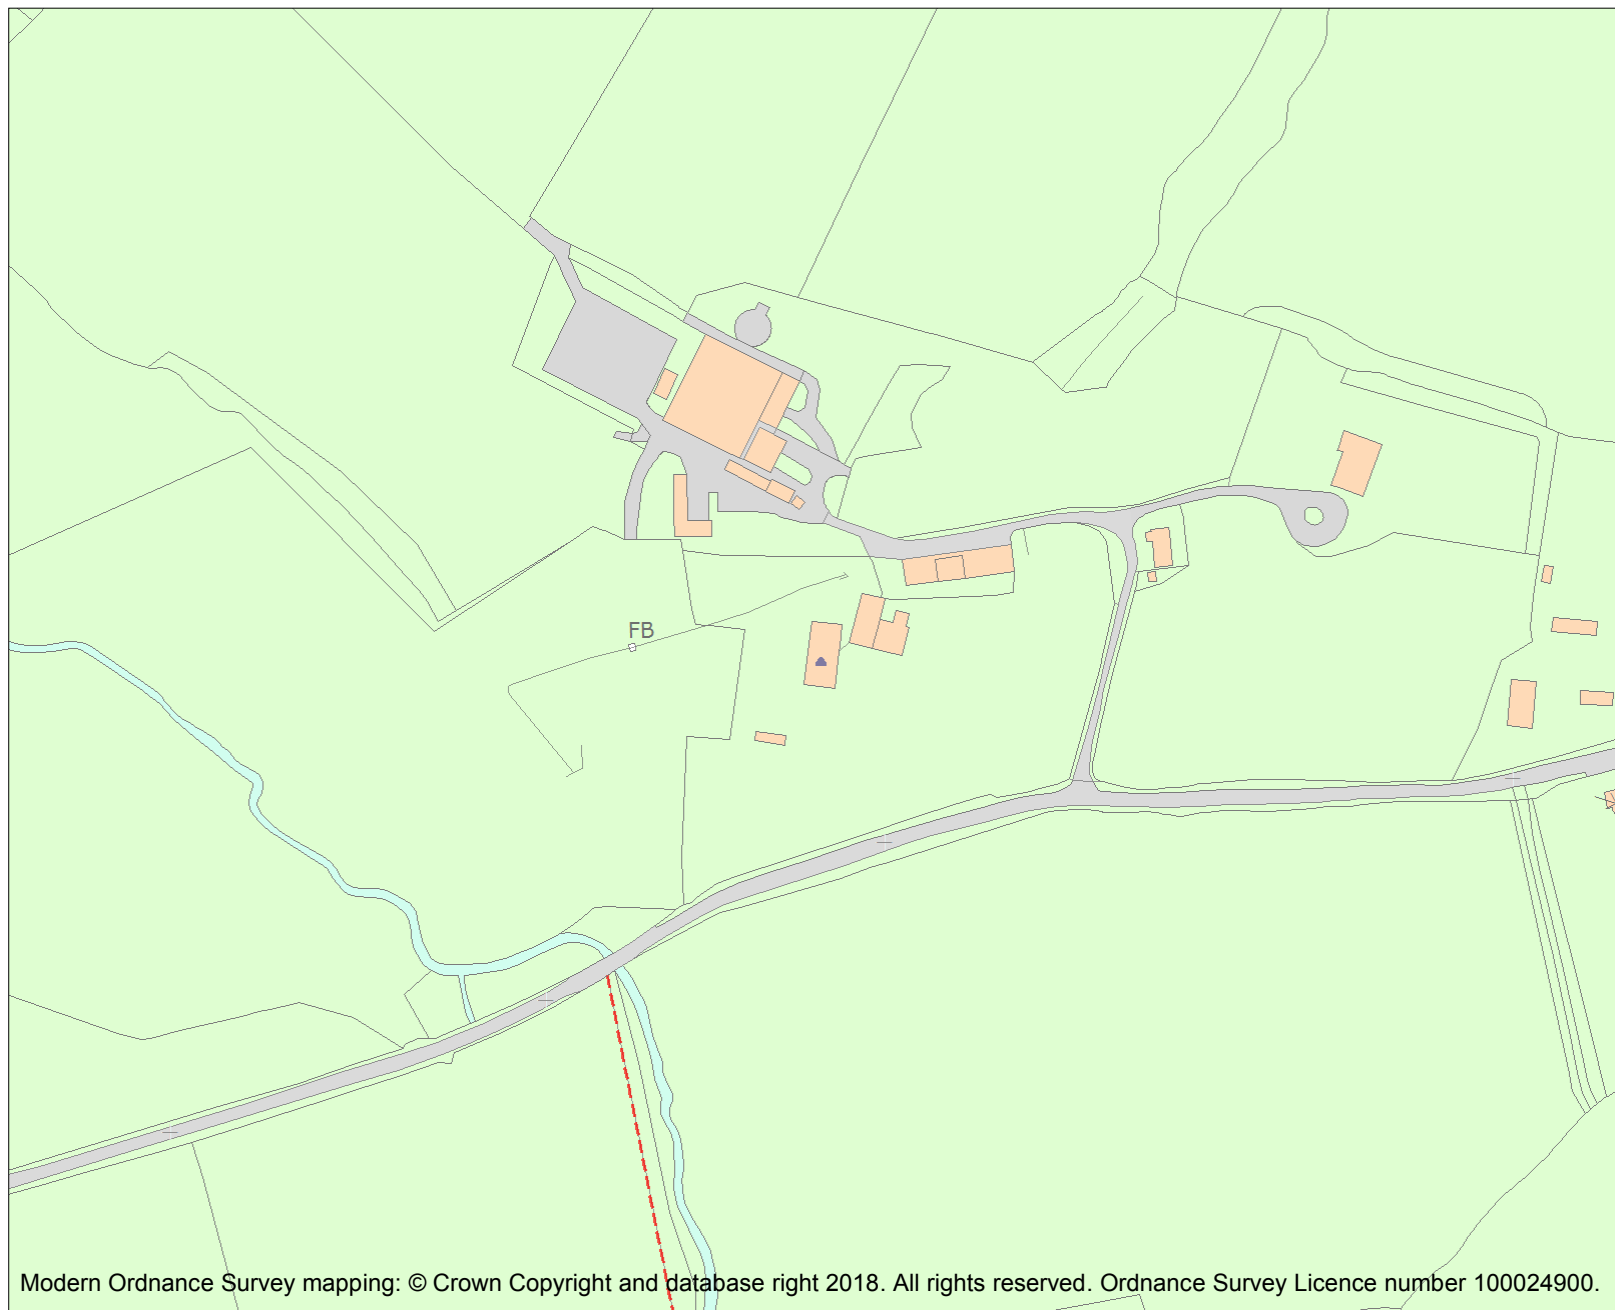 FB
Modern Ordnance Survey mapping: © Crown Copyright and database right 2018. All rights reserved. Ordnance Survey Licence number 100024900.